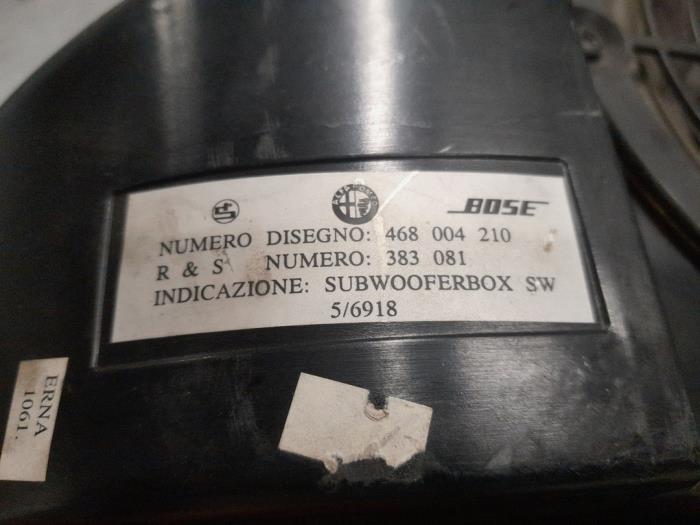 BOSE
NUMERO DISEGNO: 468 004 210
R & S NUMERO: 383 081
INDICAZIONE: SUBWOOFERBOX SW
5/6918
ERNA
1061.